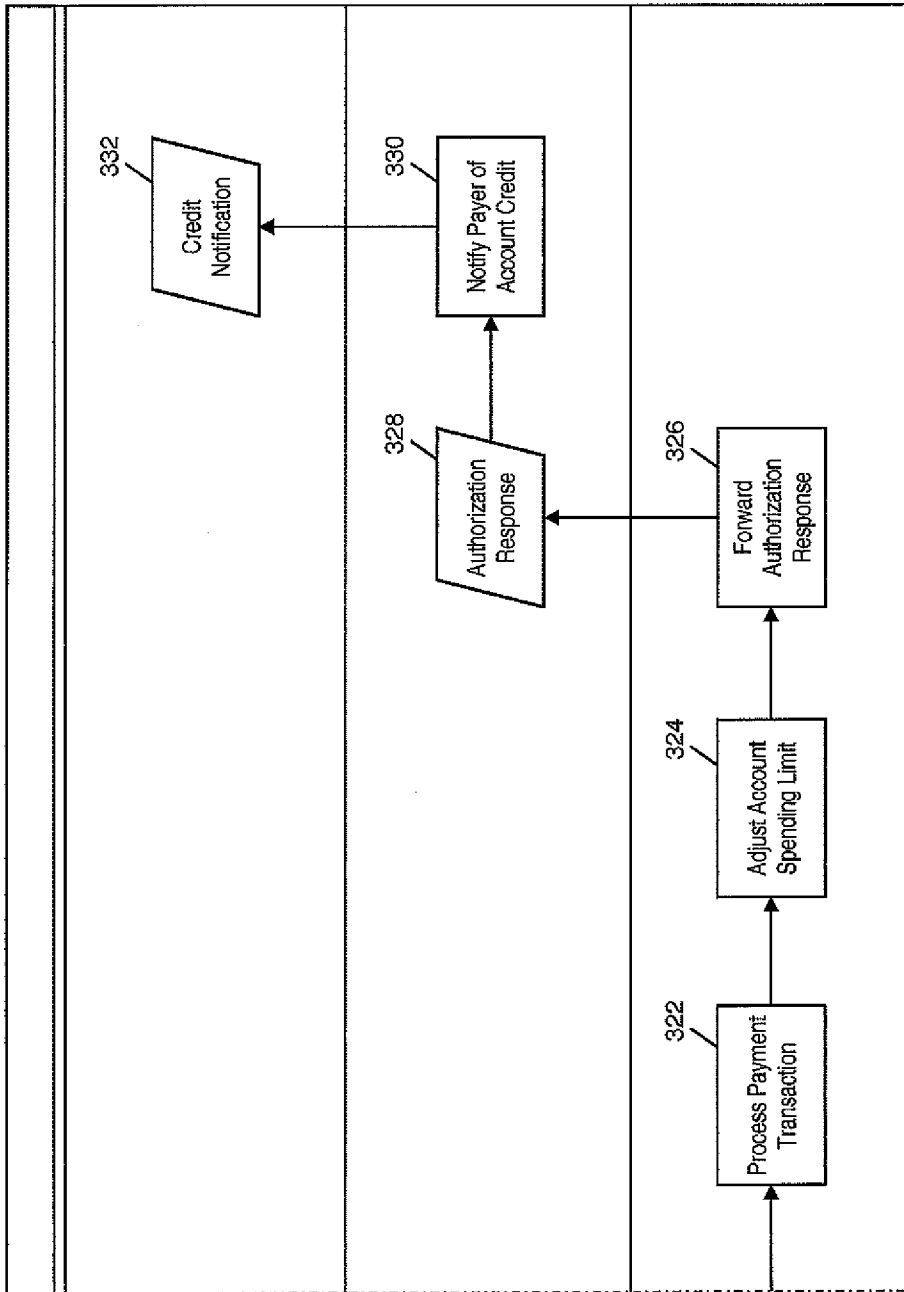 332
Credit
Notification
330
Notify Payer of
Account Credit
328
Authorization
Response
326
Forward
Authorization
Response
324
Adjust Account
Spending Limit
322
Process Payment
Transaction